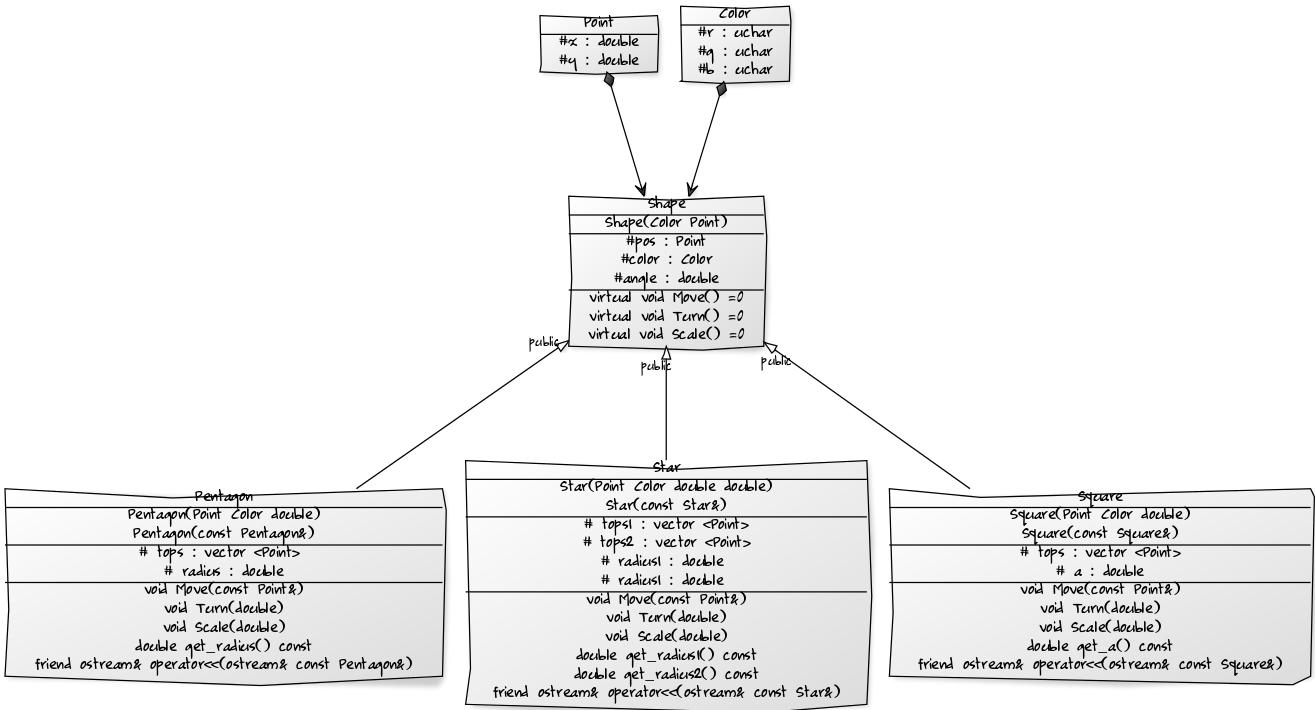 Point
#x : double
#y : double
Color
#r : uchar
#g : uchar
#b : uchar
Shape
Shape(Color Point)
#pos : Point
#color : Color
#angle : double
virtual void Move() =0
virtual void Turn() =0
virtual void Scale() =0
public
public
public
Pentagon
Pentagon(Point Color double)
Pentagon(const Pentagon&)
# tops : vector <Point>
# radius : double
void Move(const Point&)
void Turn(double)
void Scale(double)
double get_radius() const
friend ostream& operator<<(ostream& const Pentagon&)
Star
Star(Point Color double double)
Star(const Star&)
# tops1 : vector <Point>
# tops2 : vector <Point>
# radius1 : double
# radius1 : double
void Move(const Point&)
void Turn(double)
void Scale(double)
double get_radius1() const
double get_radius2() const
friend ostream& operator<<(ostream& const Star&)
Square
Square(Point Color double)
Square(const Square&)
# tops : vector <Point>
# a : double
void Move(const Point&)
void Turn(double)
void Scale(double)
double get_a() const
friend ostream& operator<<(ostream& const Square&)